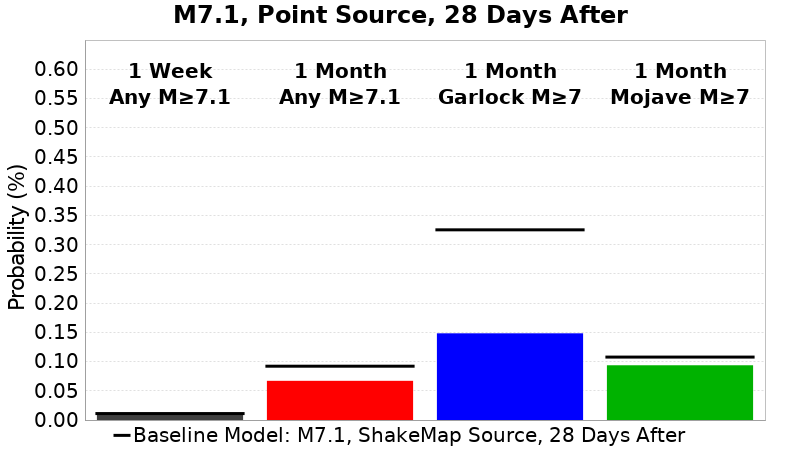 M7.1, Point Source, 28 Days After
1 Week
Any M≥7.1
1 Month
Any M≥7.1
1 Month
Garlock M≥7
1 Month
Mojave M≥7
Probability (%)
0.60
0.55
0.50
0.45
0.40
0.35
0.30
0.25
0.20
0.15
0.10
0.05
0.00
Baseline Model: M7.1, ShakeMap Source, 28 Days After